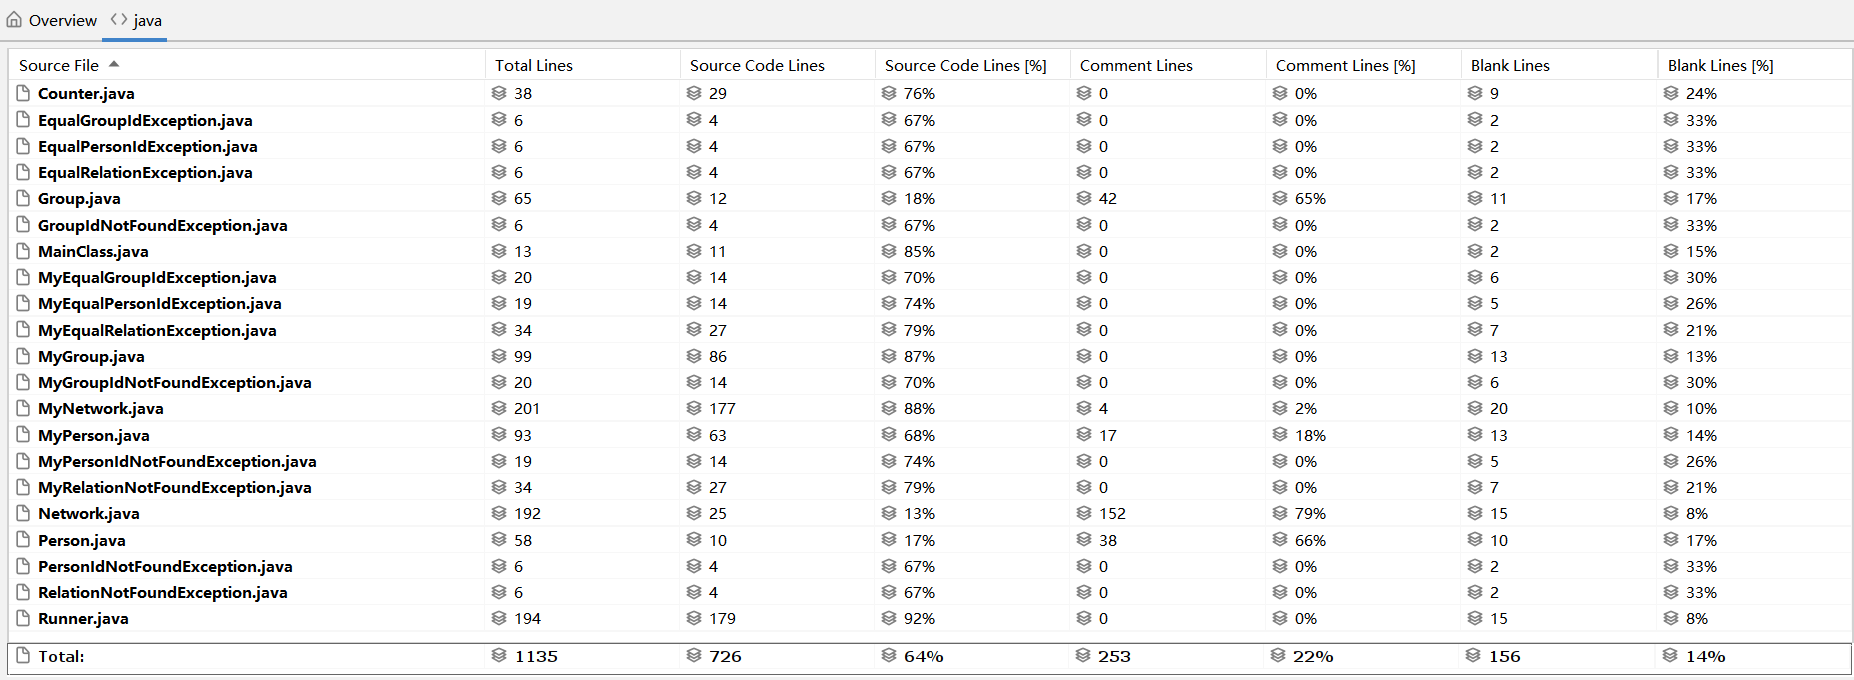 Overview java
Source File Total Lines Source Code Lines Source Code Lines [%] Comment Lines Comment Lines [%] Blank Lines Blank Lines [%]
Counter.java 38 29 76% 0 0% 9 24%
EqualGroupIdException.java 6 4 67% 0 0% 2 33%
EqualPersonIdException.java 6 4 67% 0 0% 2 33%
EqualRelationException.java 6 4 67% 0 0% 2 33%
Group.java 65 12 18% 42 65% 11 17%
GroupIdNotFoundException.java 6 4 67% 0 0% 2 33%
MainClass.java 13 11 85% 0 0% 2 15%
MyEqualGroupIdException.java 20 14 70% 0 0% 6 30%
MyEqualPersonIdException.java 19 14 74% 0 0% 5 26%
MyEqualRelationException.java 34 27 79% 0 0% 7 21%
MyGroup.java 99 86 87% 0 0% 13 13%
MyGroupIdNotFoundException.java 20 14 70% 0 0% 6 30%
MyNetwork.java 201 177 88% 4 2% 20 10%
MyPerson.java 93 63 68% 17 18% 13 14%
MyPersonIdNotFoundException.java 19 14 74% 0 0% 5 26%
MyRelationNotFoundException.java 34 27 79% 0 0% 7 21%
Network.java 192 25 13% 152 79% 15 8%
Person.java 58 10 17% 38 66% 10 17%
PersonIdNotFoundException.java 6 4 67% 0 0% 2 33%
RelationNotFoundException.java 6 4 67% 0 0% 2 33%
Runner.java 194 179 92% 0 0% 15 8%
Total: 1135 726 64% 253 22% 156 14%